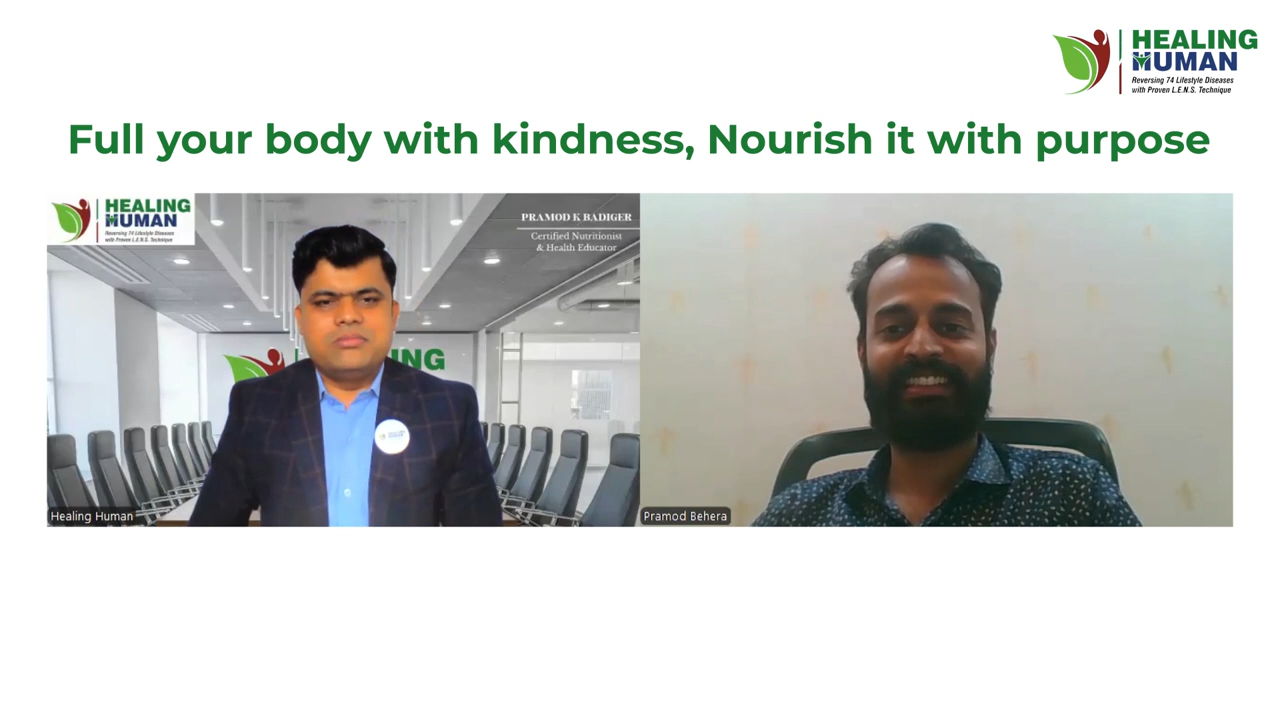 HEALING
HUMAN
Reversing 74 Lifestyle Diseases
with Proven L.E.N.S. Technique
Full your body with kindness, Nourish it with purpose
HEALING
HUMAN
Reversing 74 Lifestyle Diseases
with Proven L.E.N.S. Technique
PRAMOD K BADIGER
Certified Nutritionist
& Health Educator
LING
Healing Human
Pramod Behera